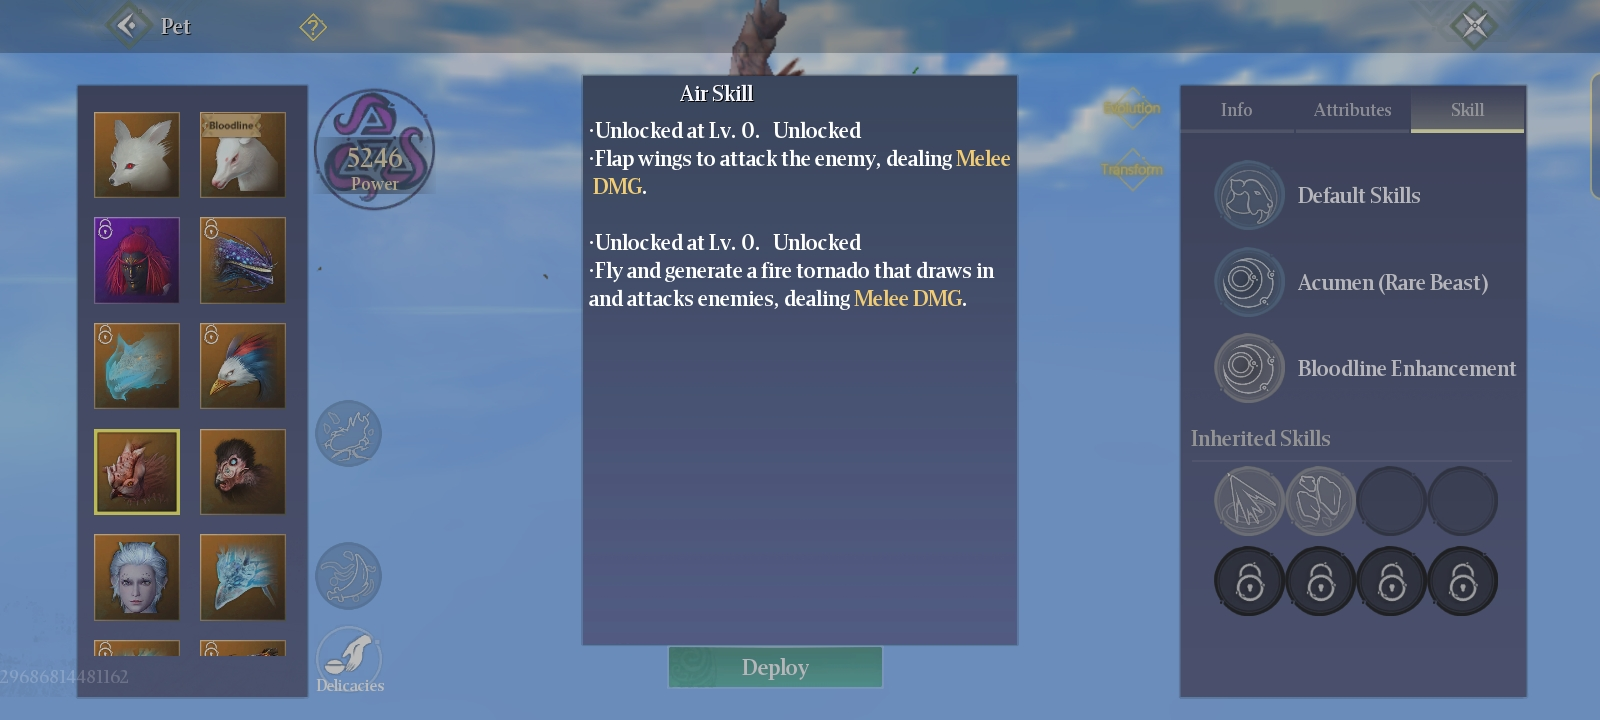 Pet
?
Bloodline
5246
Power
Air Skill
·Unlocked at Lv. 0. Unlocked
·Flap wings to attack the enemy, dealing Melee
DMG.
·Unlocked at Lv. 0. Unlocked
·Fly and generate a fire tornado that draws in
and attacks enemies, dealing Melee DMG.
Evolution
Transform
Info
Attributes
Skill
Default Skills
Acumen (Rare Beast)
Bloodline Enhancement
Inherited Skills
Deploy
Delicacies
29686814481162